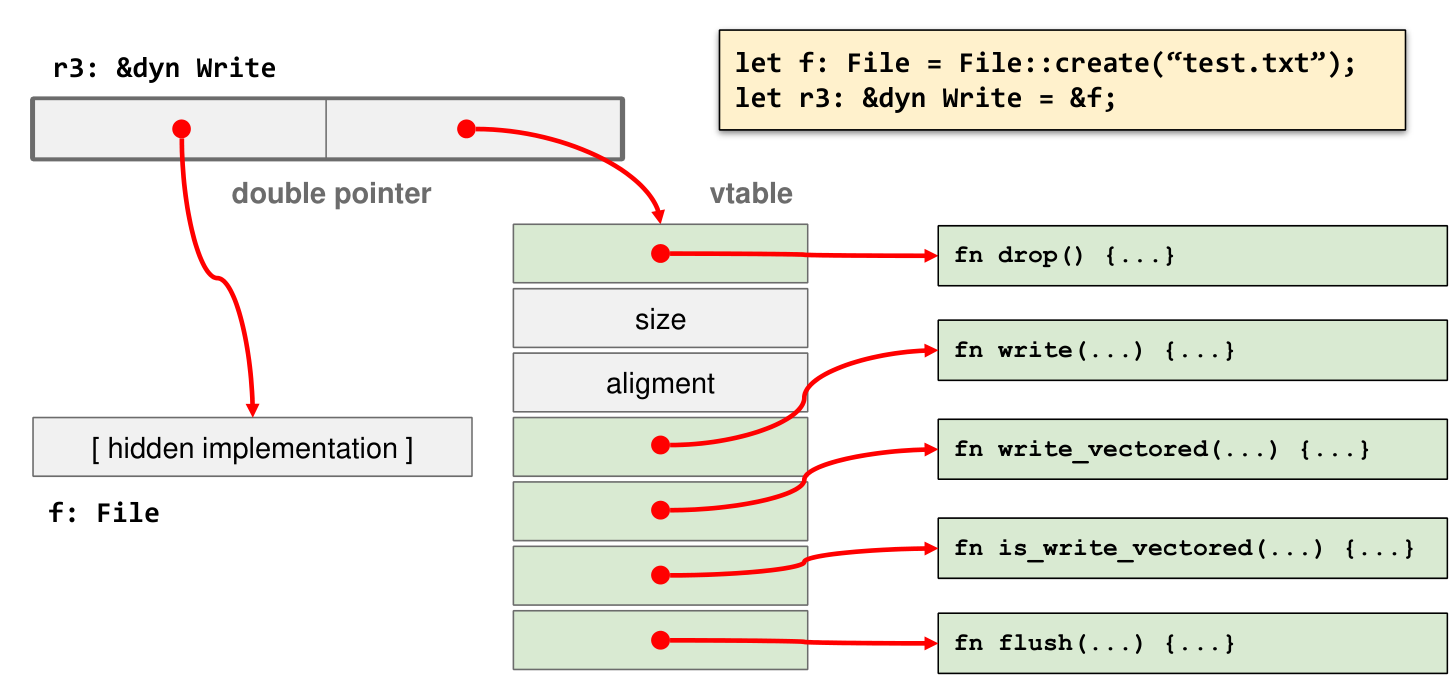 r3: &dyn Write
let f: File = File::create(“test.txt”);
let r3: &dyn Write = &f;
double pointer
vtable
fn drop() {...}
size
fn write(...) {...}
aligment
[ hidden implementation ]
fn write_vectored(...) {...}
f: File
fn is_write_vectored(...) {...}
fn flush(...) {...}